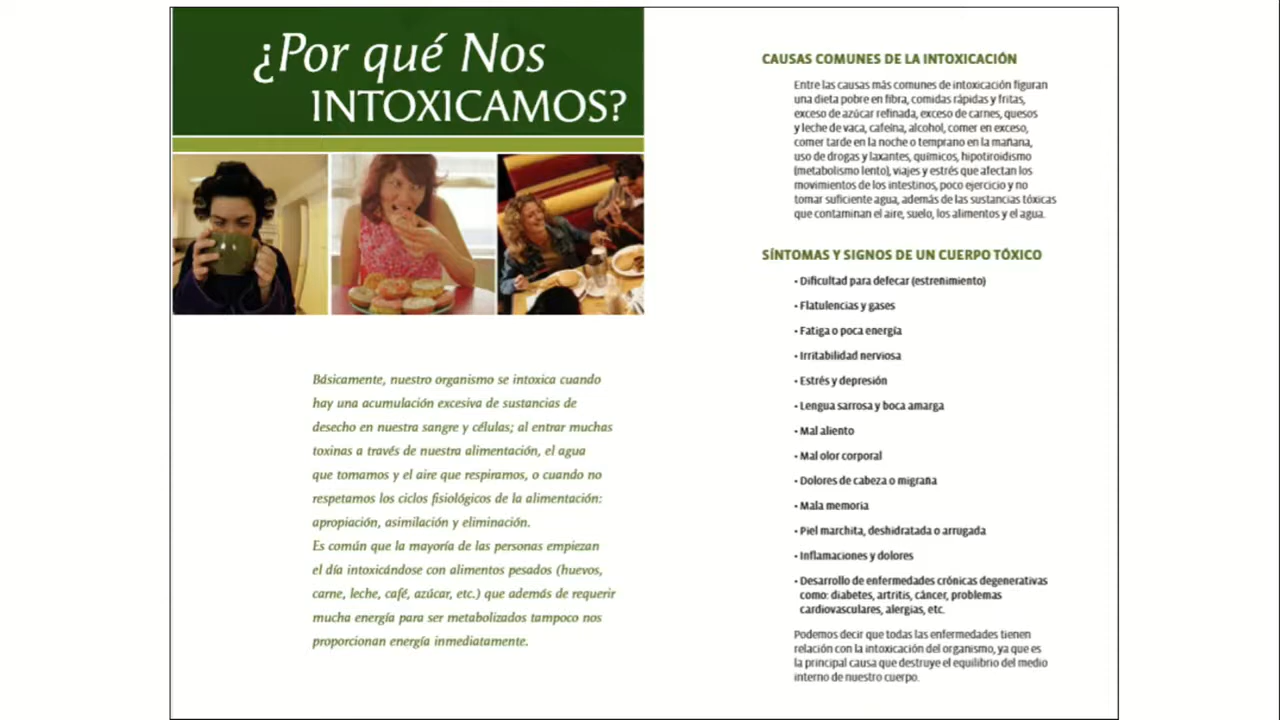 ¿Por qué Nos
INTOXICAMOS?
Básicamente, nuestro organismo se intoxica cuando
hay una acumulación excesiva de sustancias de
desecho en nuestra sangre y células; al entrar muchas
toxinas a través de nuestra alimentación, el agua
que tomamos y el aire que respiramos, o cuando no
respetamos los ciclos fisiológicos de la alimentación:
apropiación, asimilación y eliminación.
Es común que la mayoría de las personas empiezan
el día intoxicándose con alimentos pesados (huevos,
carne, leche, café, azúcar, etc.) que además de requerir
mucha energía para ser metabolizados tampoco nos
proporcionan energía inmediatamente.
CAUSAS COMUNES DE LA INTOXICACIÓN
Entre las causas más comunes de intoxicación figuran
una dieta pobre en fibra, comidas rápidas y fritas,
exceso de azúcar refinada, exceso de carnes, quesos
y leche de vaca, cafeína, alcohol, comer en exceso,
comer tarde en la noche o temprano en la mañana,
uso de drogas y laxantes, químicos, hipotiroidismo
(metabolismo lento), viajes y estrés que afectan los
movimientos de los intestinos, poco ejercicio y no
tomar suficiente agua, además de las sustancias tóxicas
que contaminan el aire, suelo, los alimentos y el agua.
SÍNTOMAS Y SIGNOS DE UN CUERPO TÓXICO
• Dificultad para defecar (estreñimiento)
• Flatulencias y gases
• Fatiga o poca energía
• Irritabilidad nerviosa
• Estrés y depresión
• Lengua sarrosa y boca amarga
• Mal aliento
• Mal olor corporal
• Dolores de cabeza o migraña
• Mala memoria
• Piel marchita, deshidratada o arrugada
• Inflamaciones y dolores
• Desarrollo de enfermedades crónicas degenerativas
como: diabetes, artritis, cáncer, problemas
cardiovasculares, alergias, etc.
Podemos decir que todas las enfermedades tienen
relación con la intoxicación del organismo, ya que es
la principal causa que destruye el equilibrio del medio
interno de nuestro cuerpo.